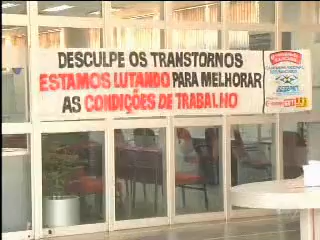 DESCULPE OS TRANSTORNOS
ESTAMOS LUTANDO PARA MELHORAR
AS CONDIÇÕES DE TRABALHO